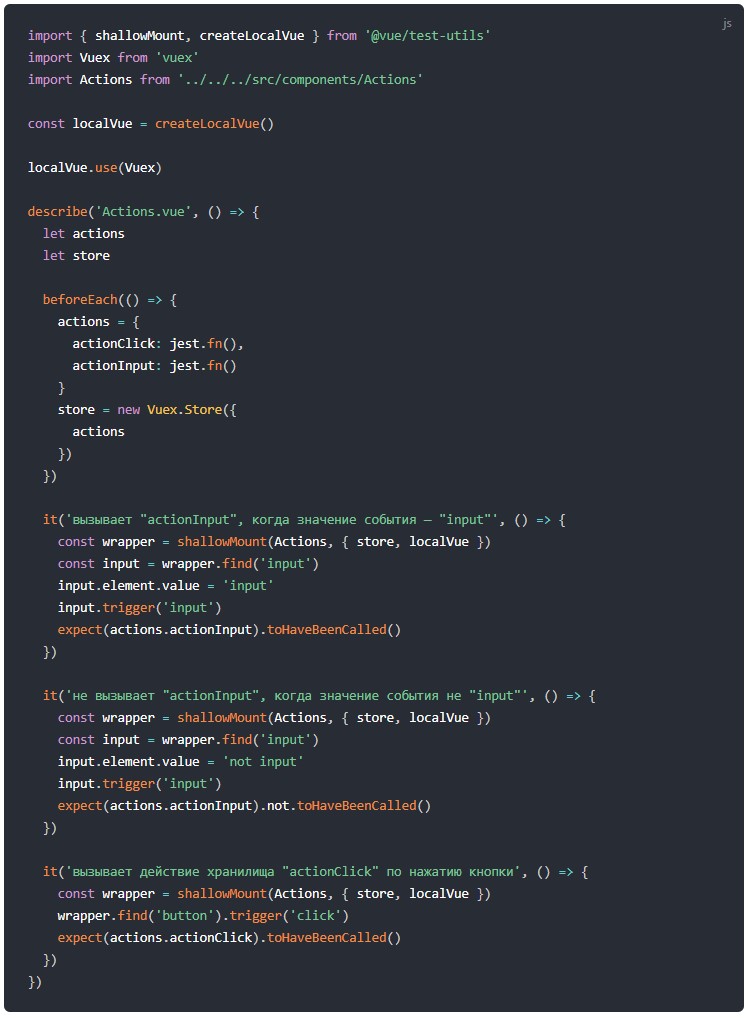 js
import { shallowMount, createLocalVue } from '@vue/test-utils'
import Vuex from 'vuex'
import Actions from '../../../src/components/Actions'

const localVue = createLocalVue()

localVue.use(Vuex)

describe('Actions.vue', () => {
  let actions
  let store

  beforeEach(() => {
    actions = {
      actionClick: jest.fn(),
      actionInput: jest.fn()
    }
    store = new Vuex.Store({
      actions
    })
  })

  it('вызывает "actionInput", когда значение события — "input"', () => {
    const wrapper = shallowMount(Actions, { store, localVue })
    const input = wrapper.find('input')
    input.element.value = 'input'
    input.trigger('input')
    expect(actions.actionInput).toHaveBeenCalled()
  })

  it('не вызывает "actionInput", когда значение события не "input"', () => {
    const wrapper = shallowMount(Actions, { store, localVue })
    const input = wrapper.find('input')
    input.element.value = 'not input'
    input.trigger('input')
    expect(actions.actionInput).not.toHaveBeenCalled()
  })

  it('вызывает действие хранилища "actionClick" по нажатию кнопки', () => {
    const wrapper = shallowMount(Actions, { store, localVue })
    wrapper.find('button').trigger('click')
    expect(actions.actionClick).toHaveBeenCalled()
  })
})